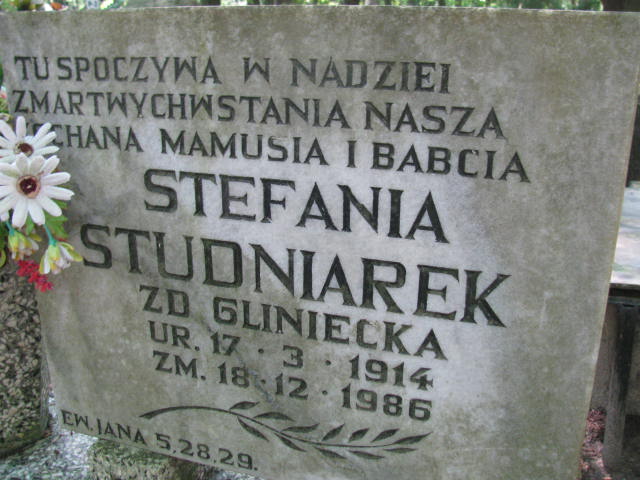 TU SPOCZYWA W NADZIEI
ZMARTWYCHWSTANIA NASZA
CHANA MAMUSIA I BABCIA
STEFANIA
STUDNIAREK
ZD GLINIECKA
UR. 17 · 3 · 1914
ZM. 18 · 12 · 1986
EW. JANA 5.28.29.